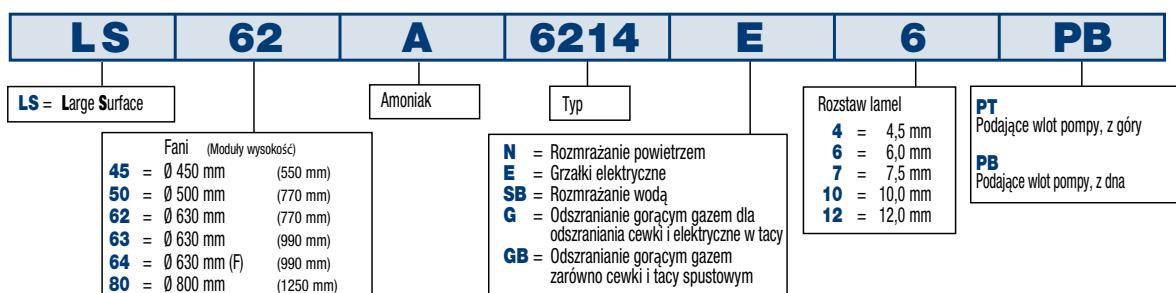 LS 62 A 6214 E 6 PB
LS = Large Surface
Amoniak
Typ
Fani (Moduły wysokość)
45 = Ø 450 mm (550 mm)
50 = Ø 500 mm (770 mm)
62 = Ø 630 mm (770 mm)
63 = Ø 630 mm (990 mm)
64 = Ø 630 mm (F) (990 mm)
80 = Ø 800 mm (1250 mm)
N = Rozmrażanie powietrzem
E = Grzałki elektryczne
SB = Rozmrażanie wodą
G = Odszranianie gorącym gazem dla
odszraniania cewki i elektryczne w tacy
GB = Odszranianie gorącym gazem
zarówno cewki i tacy spustowym
Rozstaw lamel
4 = 4,5 mm
6 = 6,0 mm
7 = 7,5 mm
10 = 10,0 mm
12 = 12,0 mm
PT
Podające wlot pompy, z góry
PB
Podające wlot pompy, z dna